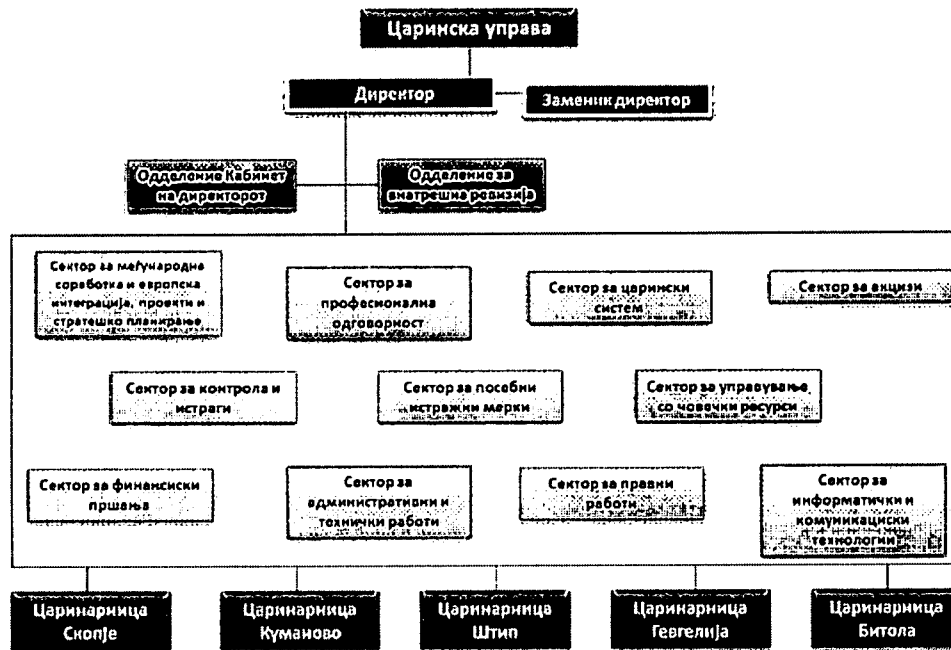 Царинска управа
Директор
Заменик директор
Одделение Кабинет
на директорот
Одделение за
внатрешна ревизија
Сектор за меѓународна
соработка и европска
интеграција, проекти и
стратешко планирање
Сектор за
професионална
одговорност
Сектор за царински
систем
Сектор за акцизи
Сектор за контрола и
истраги
Сектор за посебни
истражни мерки
Сектор за управување
со човечки ресурси
Сектор за финансиски
пршања
Сектор за
административни и
технички работи
Сектор за правни
работи
Сектор за
информатички и
комуникациски
технологии
Царинарница
Скопје
Царинарница
Куманово
Царинарница
Штип
Царинарница
Гевгелија
Царинарница
Битола